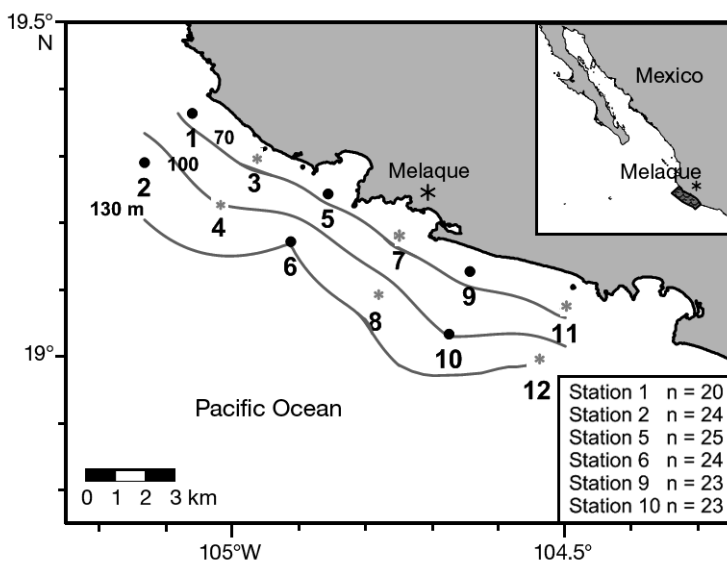 19.5°
N
Mexico
Melaque
Melaque
1
70
3
100
2
5
130 m
4
7
6
9
8
11
10
19°
12
Pacific Ocean
Station 1 n = 20
Station 2 n = 24
Station 5 n = 25
Station 6 n = 24
Station 9 n = 23
Station 10 n = 23
0 1 2 3 km
105°W
104.5°